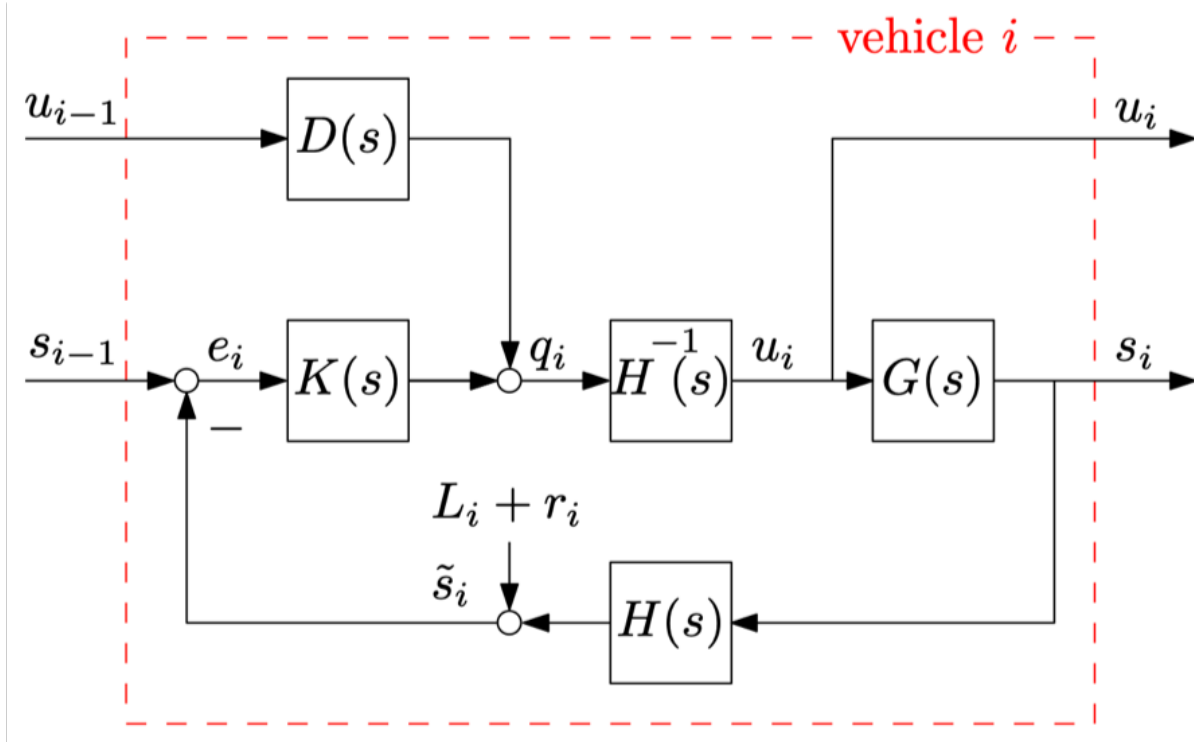 vehicle i
u_{i−1}
D(s)
u_i
s_{i−1}
e_i
K(s)
q_i
H^{−1}(s)
u_i
G(s)
s_i
−
L_i + r_i
s̃_i
H(s)